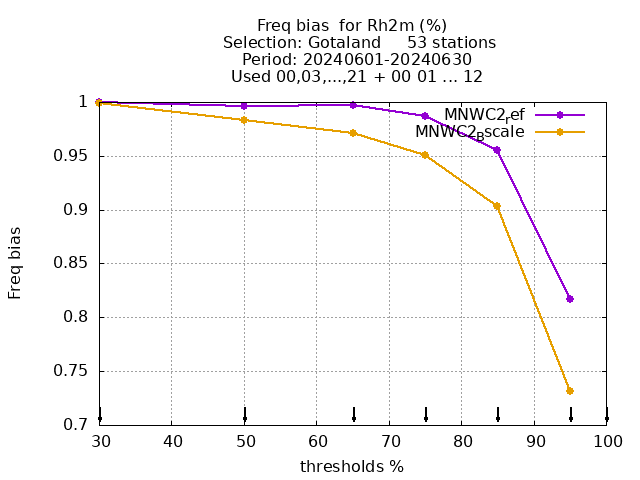 Freq bias  for Rh2m (%)
Selection: Gotaland     53 stations
Period: 20240601-20240630
Used 00,03,...,21 + 00 01 ... 12
MNWC2_ref
MNWC2_Bscale
1
0.95
0.9
0.85
0.8
0.75
0.7
Freq bias
30 40 50 60 70 80 90 100
thresholds %